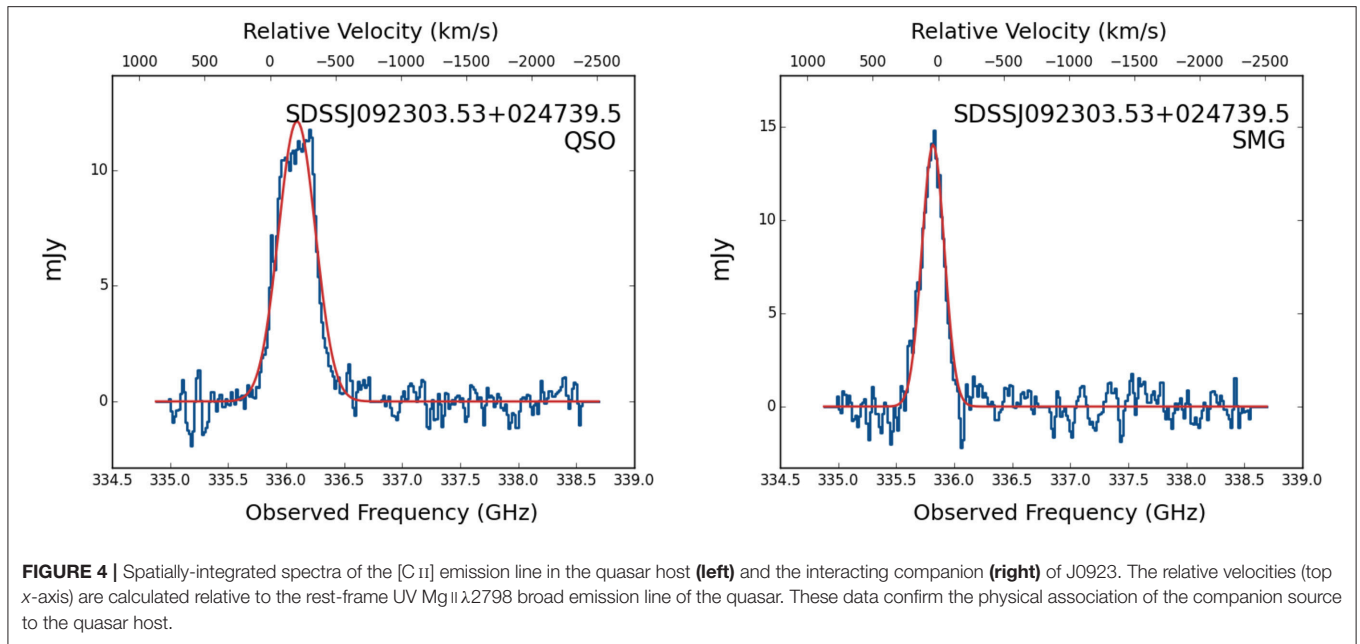 Relative Velocity (km/s)
1000 500 0 −500 −1000 −1500 −2000 −2500
SDSSJ092303.53+024739.5
QSO
10
5
0
mJy
334.5 335.0 335.5 336.0 336.5 337.0 337.5 338.0 338.5 339.0
Observed Frequency (GHz)
Relative Velocity (km/s)
1000 500 0 −500 −1000 −1500 −2000 −2500
SDSSJ092303.53+024739.5
SMG
15
10
5
0
mJy
334.5 335.0 335.5 336.0 336.5 337.0 337.5 338.0 338.5 339.0
Observed Frequency (GHz)
FIGURE 4 | Spatially-integrated spectra of the [C II] emission line in the quasar host (left) and the interacting companion (right) of J0923. The relative velocities (top
x-axis) are calculated relative to the rest-frame UV Mg II λ2798 broad emission line of the quasar. These data confirm the physical association of the companion source
to the quasar host.